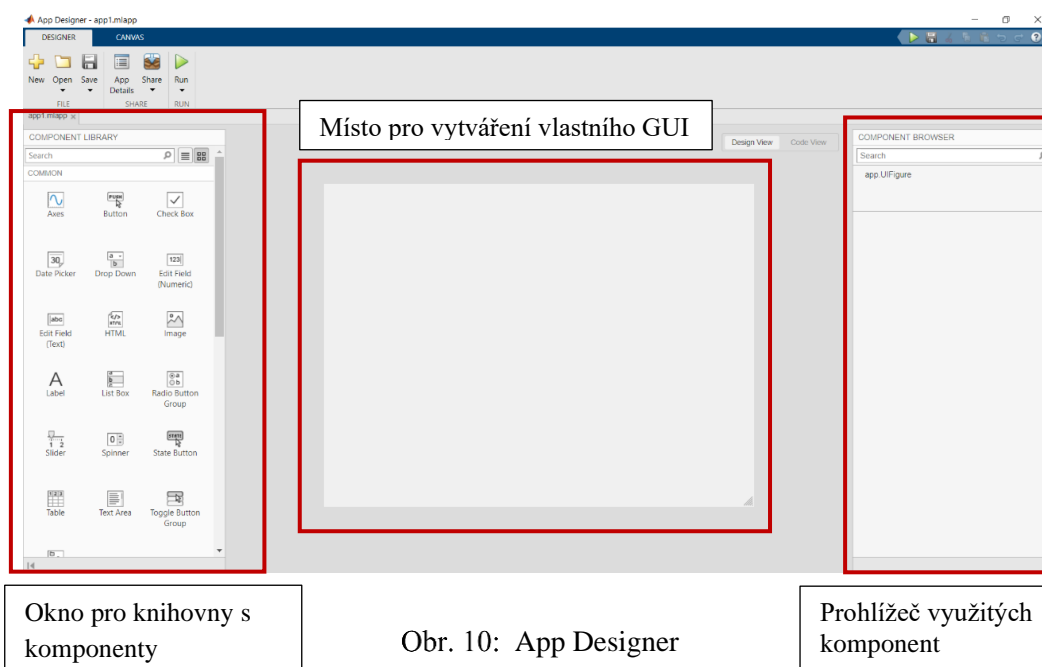 App Designer - app1.mlapp
DESIGNER CANVAS
New Open Save App Details Share Run
FILE SHARE RUN
app1.mlapp
Místo pro vytváření vlastního GUI
COMPONENT LIBRARY
Search
COMMON
Design View Code View
COMPONENT BROWSER
Search
app.UIFigure
Axes Button Check Box
Date Picker Drop Down Edit Field (Numeric)
Edit Field (Text) HTML Image
Label List Box Radio Button Group
Slider Spinner State Button
Table Text Area Toggle Button Group
Okno pro knihovny s
komponenty
Obr. 10: App Designer
Prohlížeč využitých
komponent